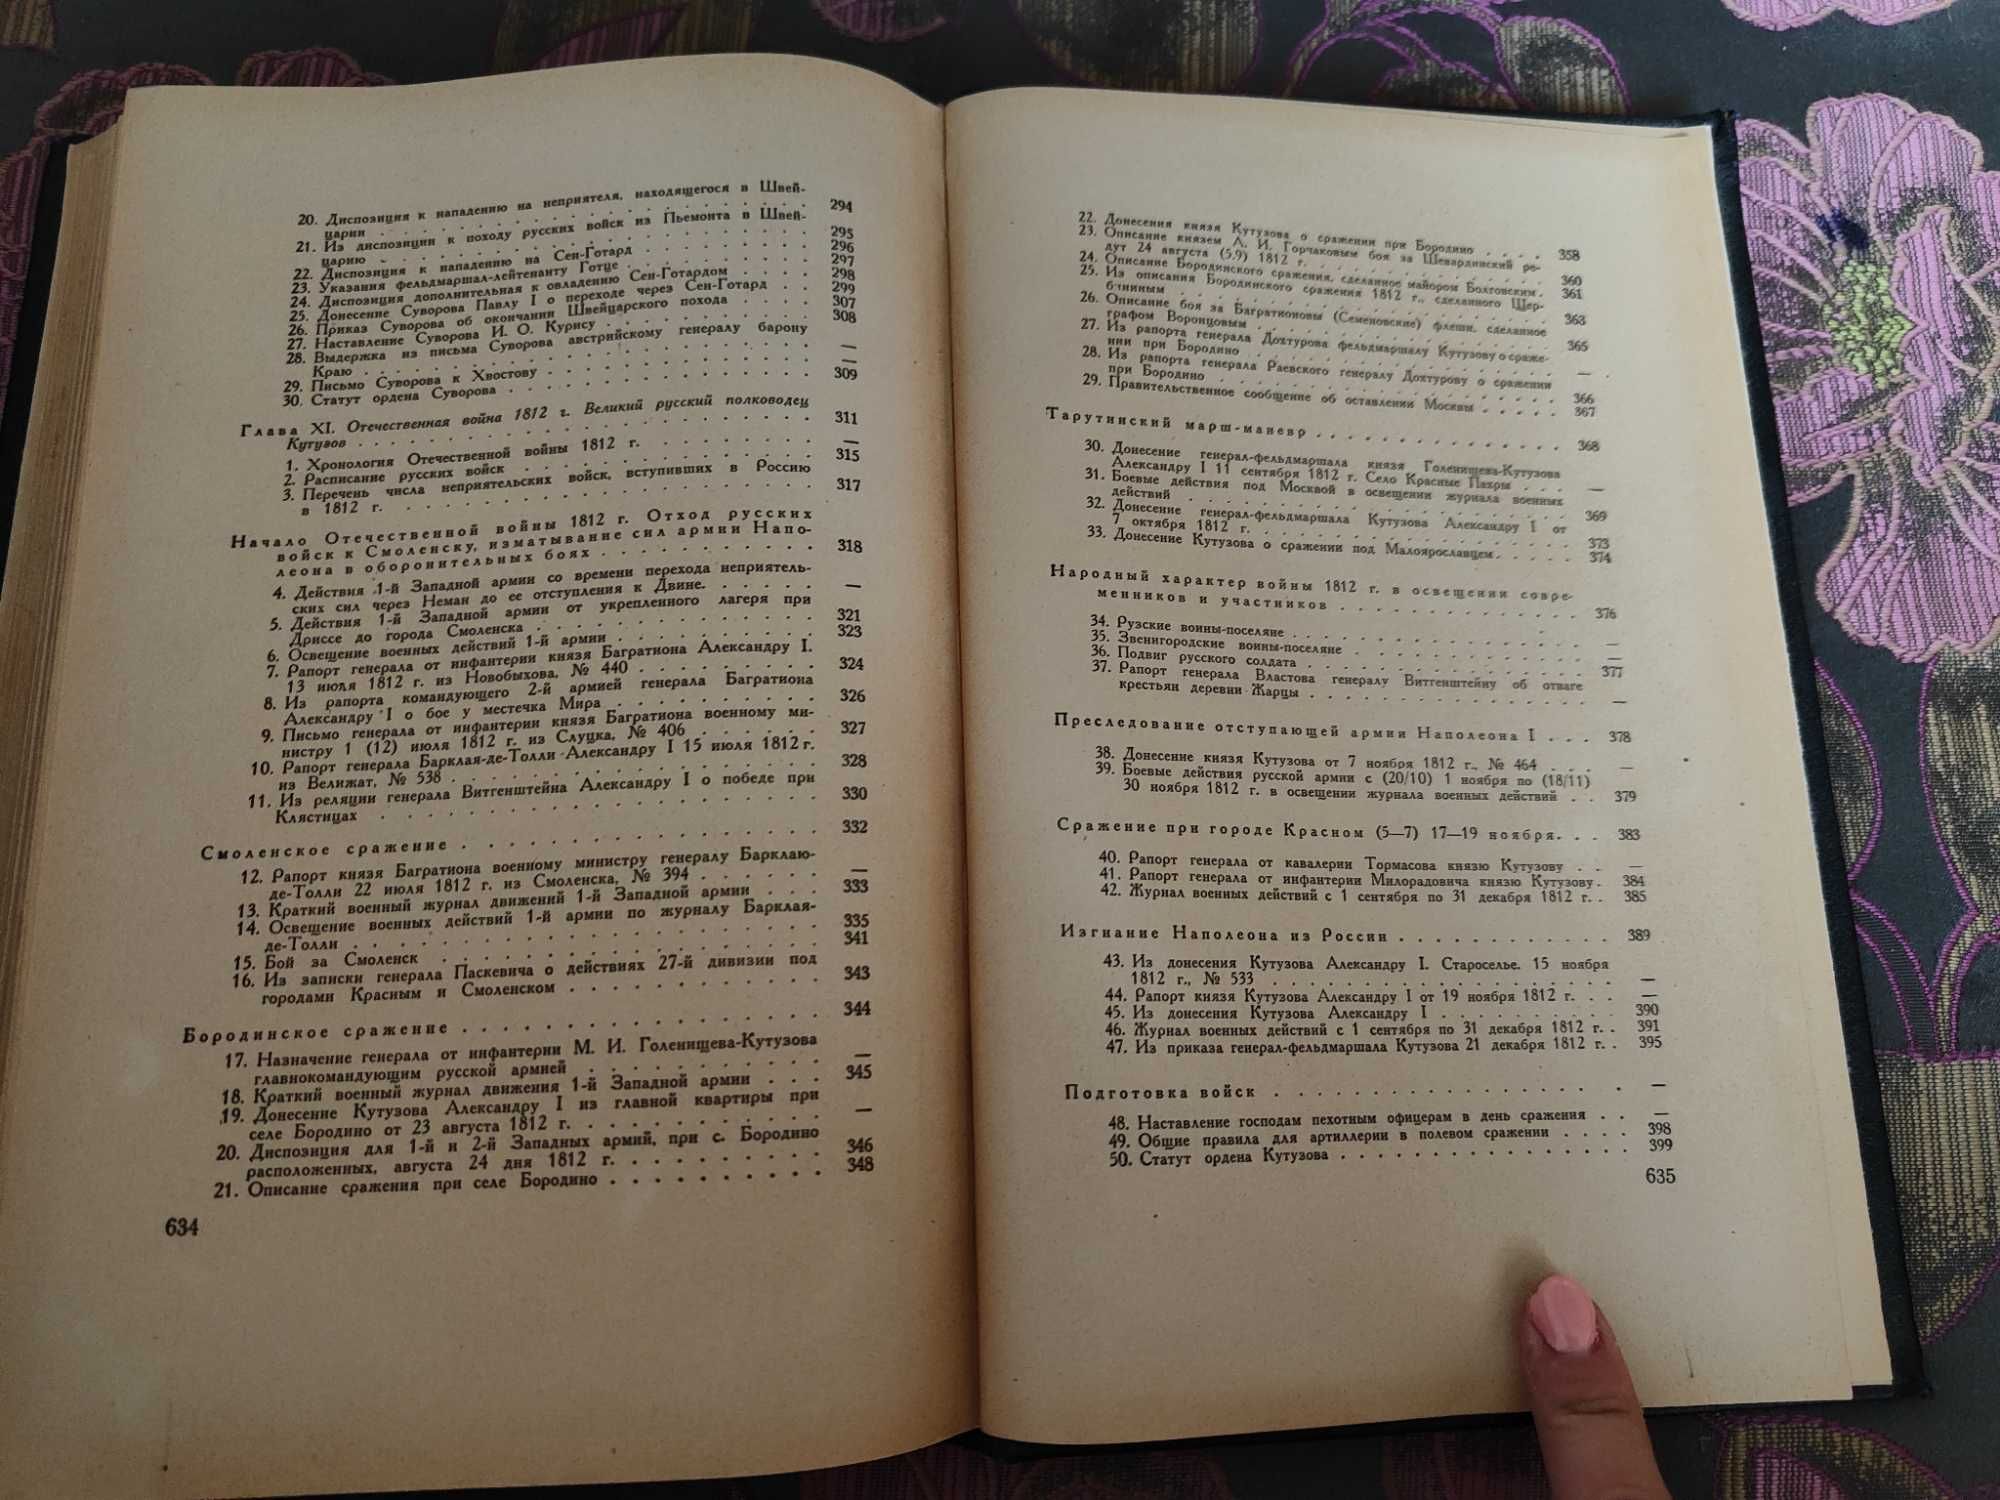 20. Диспозиция к нападению на неприятеля, находящегося в Швей-
царии . . . 294
21. Из диспозиции к походу русских войск из Пьемонта в Швей-
царию . . . 295
22. Диспозиция к нападению на Сен-Готард . . . 296
23. Указания фельдмаршал-лейтенанту Готце . . . 297
24. Диспозиция дополнительная к овладению Сен-Готардом . . . 298
25. Донесение Суворова Павлу I о переходе через Сен-Готард . . 299
26. Приказ Суворова об окончании Швейцарского похода . . . 307
27. Наставление Суворова И. О. Курису . . . 308
28. Выдержка из письма Суворова австрийскому генералу барону
Краю . . . —
29. Письмо Суворова к Хвостову . . . —
30. Статут ордена Суворова . . . 309
Глава XI. Отечественная война 1812 г. Великий русский полководец
Кутузов . . . 311
1. Хронология Отечественной войны 1812 г. . . . —
2. Расписание русских войск . . . 315
3. Перечень числа неприятельских войск, вступивших в Россию
в 1812 г. . . . 317
Начало Отечественной войны 1812 г. Отход русских
войск к Смоленску, изматывание сил армии Напо-
леона в оборонительных боях . . . 318
4. Действия 1-й Западной армии со времени перехода неприятель-
ских сил через Неман до ее отступления к Двине. . . . —
5. Действия 1-й Западной армии от укрепленного лагеря при
Дриссе до города Смоленска . . . 321
6. Освещение военных действий 1-й армии . . . 323
7. Рапорт генерала от инфантерии князя Багратиона Александру I.
13 июля 1812 г. из Новобыхова, № 440 . . . 324
8. Из рапорта командующего 2-й армией генерала Багратиона
Александру I о бое у местечка Мира . . . 326
9. Письмо генерала от инфантерии князя Багратиона военному ми-
нистру 1 (12) июля 1812 г. из Слуцка, № 406 . . . 327
10. Рапорт генерала Барклая-де-Толли Александру I 15 июля 1812 г.
из Велижат, № 538 . . . 328
11. Из реляции генерала Витгенштейна Александру I о победе при
Клястицах . . . 330
Смоленское сражение . . . 332
12. Рапорт князя Багратиона военному министру генералу Барклаю-
де-Толли 22 июля 1812 г. из Смоленска, № 394 . . . —
13. Краткий военный журнал движений 1-й Западной армии . . . 333
14. Освещение военных действий 1-й армии по журналу Барклая-
де-Толли . . . 335
15. Бой за Смоленск . . . 341
16. Из записки генерала Паскевича о действиях 27-й дивизии под
городами Красным и Смоленском . . . 343
Бородинское сражение . . . 344
17. Назначение генерала от инфантерии М. И. Голенищева-Кутузова
главнокомандующим русской армией . . . —
18. Краткий военный журнал движения 1-й Западной армии . . . 345
19. Донесение Кутузова Александру I из главной квартиры при
селе Бородино от 23 августа 1812 г. . . . —
20. Диспозиция для 1-й и 2-й Западных армий, при с. Бородино
расположенных, августа 24 дня 1812 г. . . . 346
21. Описание сражения при селе Бородино . . . 348
634
22. Донесения князя Кутузова о сражении при Бородино . . . 358
23. Описание князем А. И. Горчаковым боя за Шевардинский ре-
дут 24 августа (5.9) 1812 г. . . . 360
24. Описание Бородинского сражения, сделанное майором Болговским. 361
25. Из описания Бородинского сражения 1812 г., сделанного Щер-
бчиным . . . 363
26. Описание боя за Багратионовы (Семеновские) флеши, сделанное
графом Воронцовым . . . 365
27. Из рапорта генерала Дохтурова фельдмаршалу Кутузову о сраже-
нии при Бородино . . . —
28. Из рапорта генерала Раевского генералу Дохтурову о сражении
при Бородино . . . 366
29. Правительственное сообщение об оставлении Москвы . . . 367
Тарутинский марш-маневр . . . 368
30. Донесение генерал-фельдмаршала князя Голенищева-Кутузова
Александру I 11 сентября 1812 г. Село Красные Пахры . . . —
31. Боевые действия под Москвой в освещении журнала военных
действий . . . 369
32. Донесение генерал-фельдмаршала Кутузова Александру I от
7 октября 1812 г. . . . 373
33. Донесение Кутузова о сражении под Малоярославцем. . . . 374
Народный характер войны 1812 г. в освещении совре-
менников и участников . . . 376
34. Рузские воины-поселяне . . . —
35. Звенигородские воины-поселяне . . . —
36. Подвиг русского солдата . . . 377
37. Рапорт генерала Властова генералу Витгенштейну об отваге
крестьян деревни Жарцы . . . —
Преследование отступающей армии Наполеона I . . . 378
38. Донесение князя Кутузова от 7 ноября 1812 г., № 464 . . . —
39. Боевые действия русской армии с (20/10) 1 ноября по (18/11)
30 ноября 1812 г. в освещении журнала военных действий . . 379
Сражение при городе Красном (5—7) 17—19 ноября. . . 383
40. Рапорт генерала от кавалерии Тормасова князю Кутузову . . —
41. Рапорт генерала от инфантерии Милорадовича князю Кутузову. 384
42. Журнал военных действий с 1 сентября по 31 декабря 1812 г. . 385
Изгнание Наполеона из России . . . 389
43. Из донесения Кутузова Александру I. Староселье. 15 ноября
1812 г., № 533 . . . —
44. Рапорт князя Кутузова Александру I от 19 ноября 1812 г. . . —
45. Из донесения Кутузова Александру I . . . 390
46. Журнал военных действий с 1 сентября по 31 декабря 1812 г. . 391
47. Из приказа генерал-фельдмаршала Кутузова 21 декабря 1812 г. . 395
Подготовка войск . . . —
48. Наставление господам пехотным офицерам в день сражения . . —
49. Общие правила для артиллерии в полевом сражении . . . . 398
50. Статут ордена Кутузова . . . 399
635